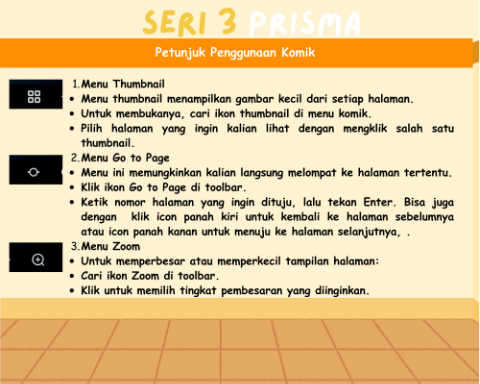 SERI 3 PRISMA
Petunjuk Penggunaan Komik
1.Menu Thumbnail
• Menu thumbnail menampilkan gambar kecil dari setiap halaman.
• Untuk membukanya, cari ikon thumbnail di menu komik.
• Pilih halaman yang ingin kalian lihat dengan mengklik salah satu
thumbnail.
2.Menu Go to Page
• Menu ini memungkinkan kalian langsung melompat ke halaman tertentu.
• Klik ikon Go to Page di toolbar.
• Ketik nomor halaman yang ingin dituju, lalu tekan Enter. Bisa juga
dengan klik icon panah kiri untuk kembali ke halaman sebelumnya
atau icon panah kanan untuk menuju ke halaman selanjutnya, .
3.Menu Zoom
• Untuk memperbesar atau memperkecil tampilan halaman:
• Cari ikon Zoom di toolbar.
• Klik untuk memilih tingkat pembesaran yang diinginkan.